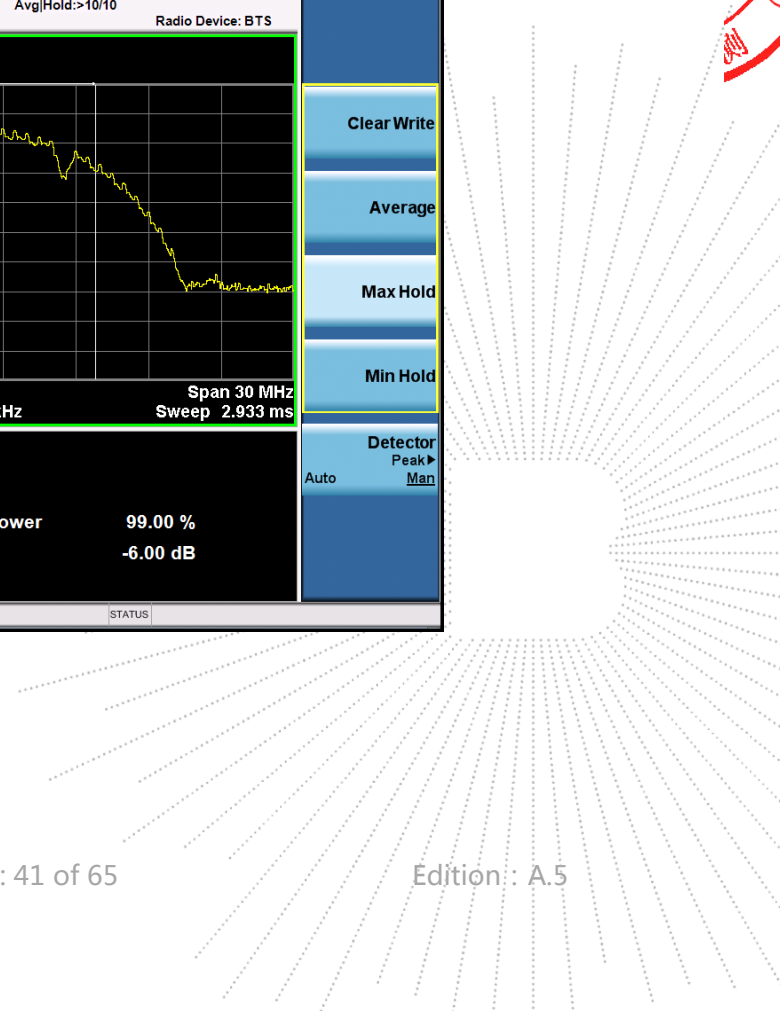 Avg|Hold:>10/10
Radio Device: BTS
测
Clear Write
Average
Max Hold
Min Hold
Span 30 MHz
Hz
Sweep 2.933 ms
Detector
Peak▶
Auto Man
ower 99.00 %
-6.00 dB
STATUS
: 41 of 65 Edition : A.5